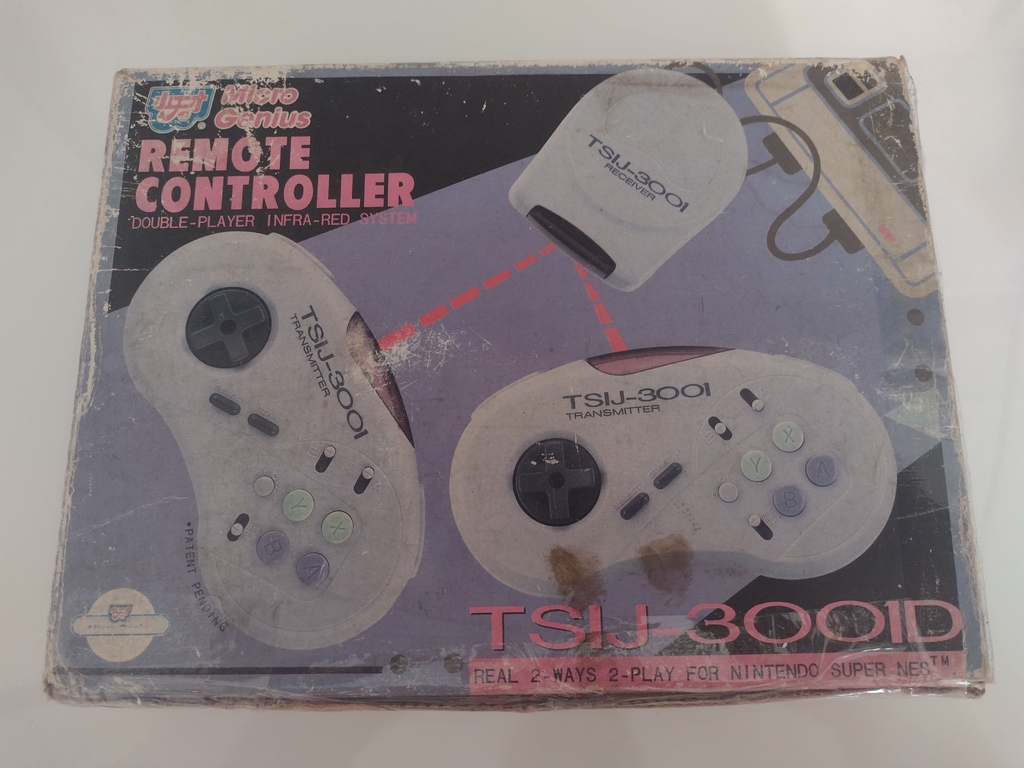 Micro
Genius
REMOTE
CONTROLLER
DOUBLE-PLAYER INFRA-RED SYSTEM
TSIJ-3001
RECEIVER
TSIJ-3001
TRANSMITTER
Y
X
B
A
TSIJ-3001
TRANSMITTER
X
Y
A
B
•PATENT PENDING
TSIJ-3001D
REAL 2-WAYS 2-PLAY FOR NINTENDO SUPER NES™